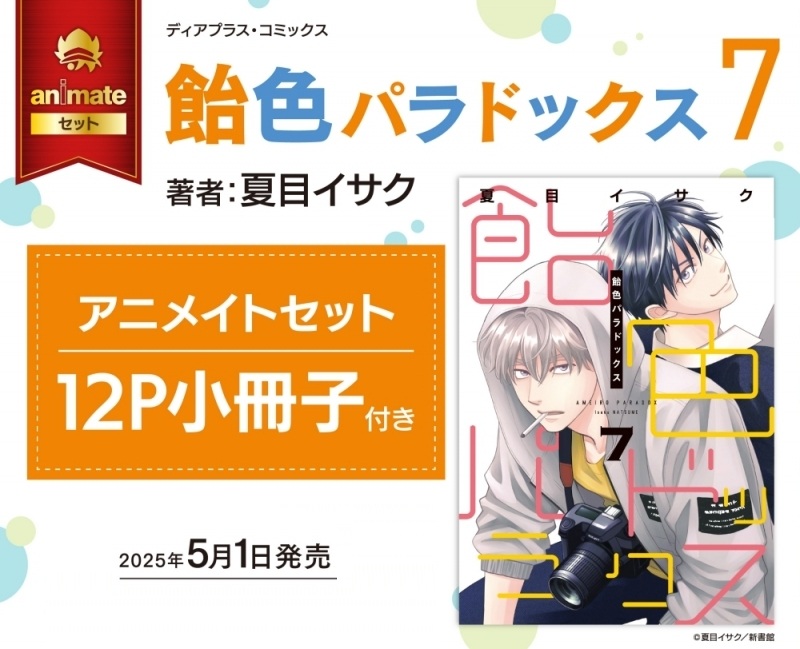 ディアプラス・コミックス
animate
セット
飴色パラドックス 7
著者：夏目イサク
アニメイトセット
12P小冊子付き
2025年5月1日発売
夏目イサク
飴色パラドックス
飴色パラドックス
AMEIRO PARADOX
Isaku NATSUME
7
©夏目イサク／新書館